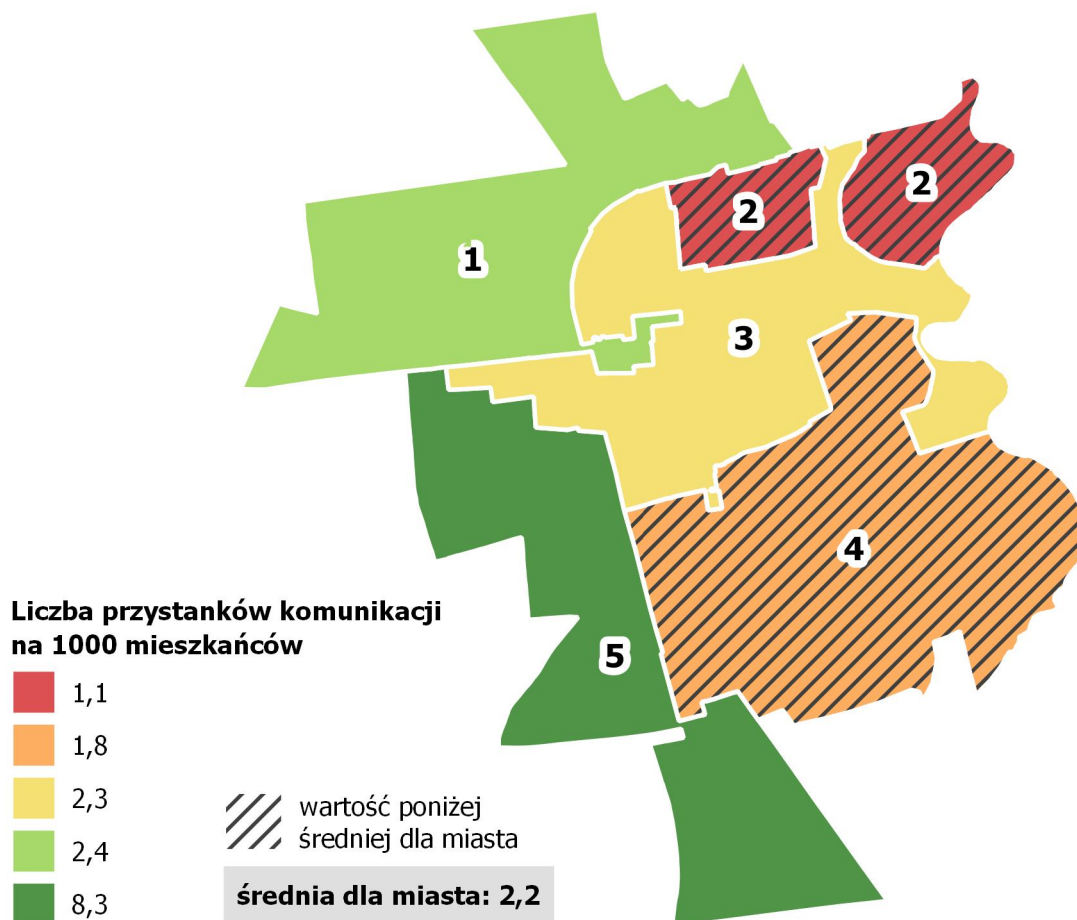 2
2
1
3
4
5
Liczba przystanków komunikacji
na 1000 mieszkańców
1,1
1,8
2,3
2,4
8,3
wartość poniżej
średniej dla miasta
średnia dla miasta: 2,2